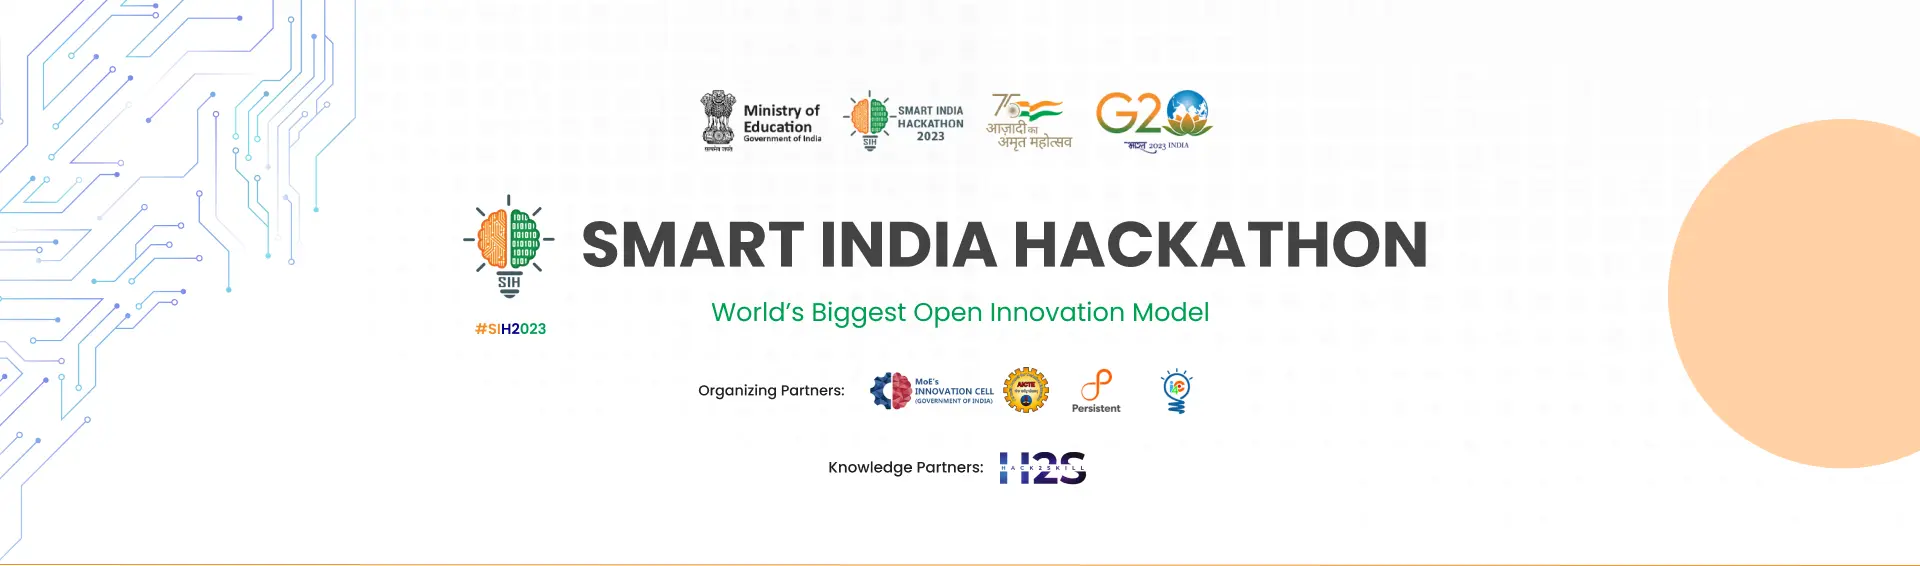 Ministry of
Education
Government of India
सत्यमेव जयते
SMART INDIA
HACKATHON
2023
SIH
75
आज़ादी का
अमृत महोत्सव
G20
भारत 2023 INDIA
SMART INDIA HACKATHON
SIH
World's Biggest Open Innovation Model
#SIH2023
Organizing Partners:
MoE's
INNOVATION CELL
(GOVERNMENT OF INDIA)
AICTE
Persistent
Knowledge Partners:
H2S
HACK2SKILL